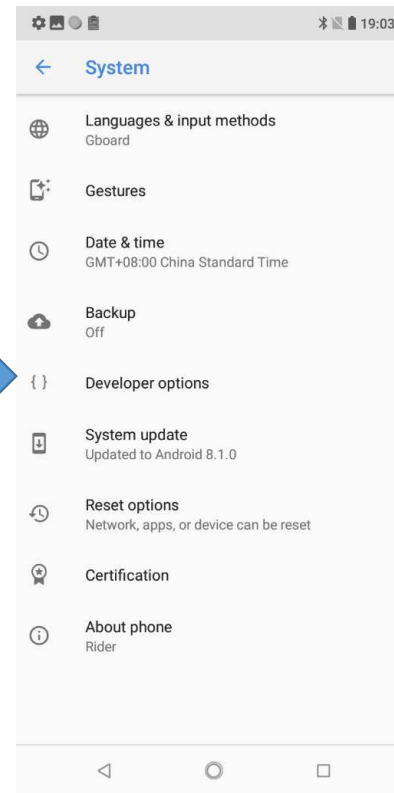 19:03
System
Languages & input methods
Gboard
Gestures
Date & time
GMT+08:00 China Standard Time
Backup
Off
{ } Developer options
System update
Updated to Android 8.1.0
Reset options
Network, apps, or device can be reset
Certification
About phone
Rider